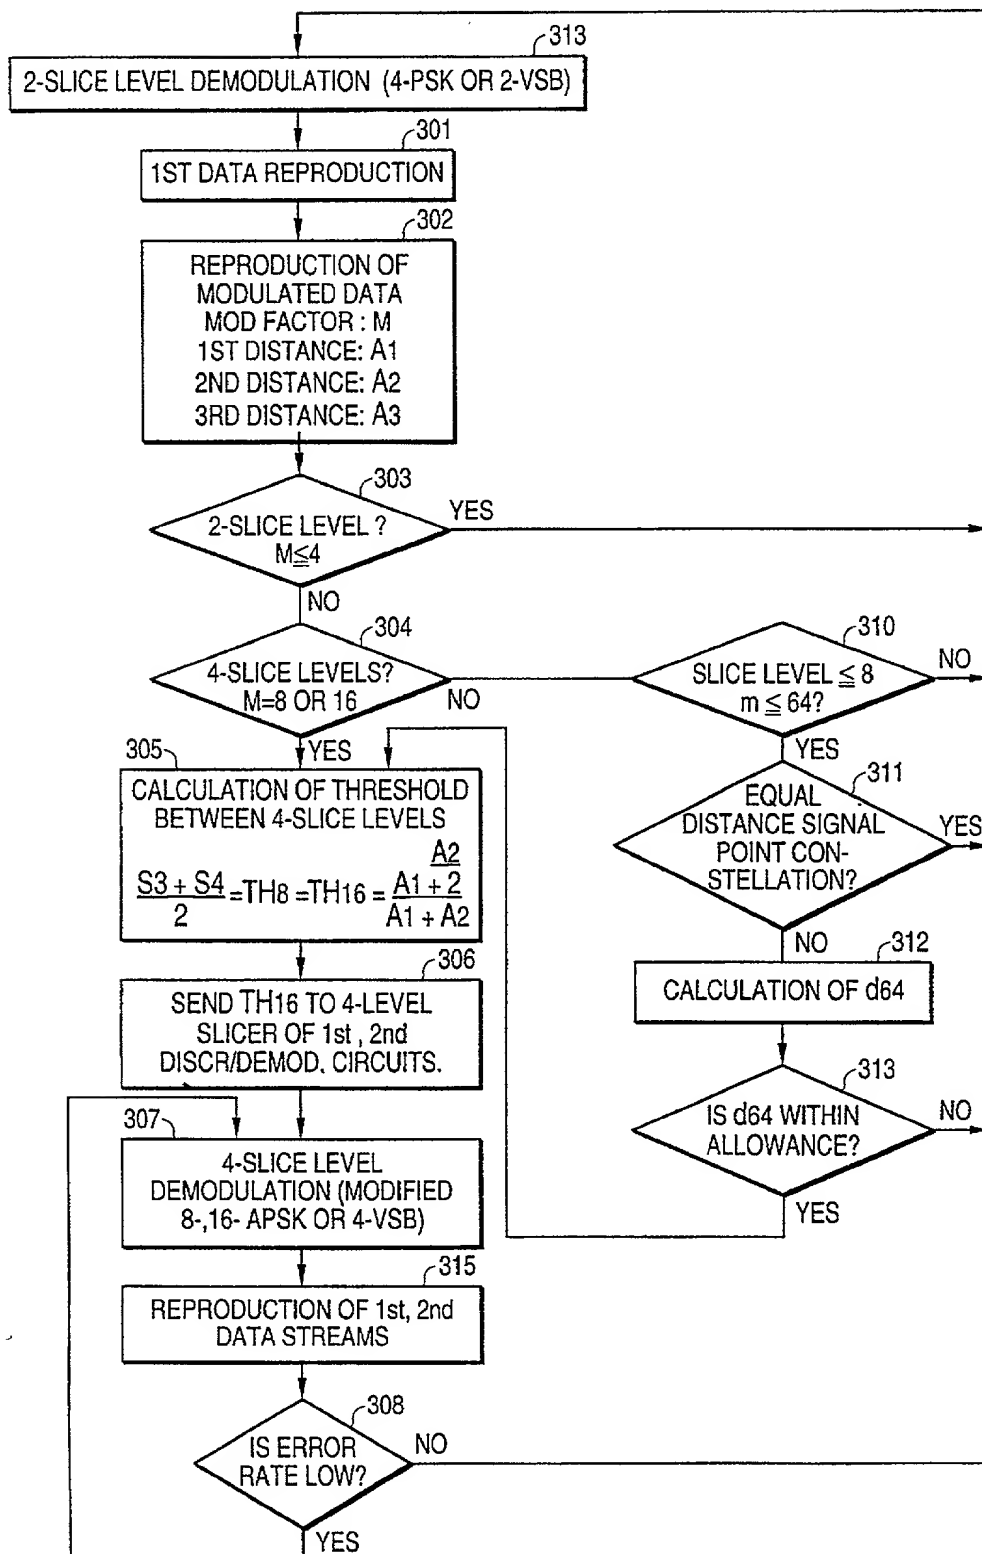 313
2-SLICE LEVEL DEMODULATION (4-PSK OR 2-VSB)
301
1ST DATA REPRODUCTION
302
REPRODUCTION OF
MODULATED DATA
MOD FACTOR : M
1ST DISTANCE: A1
2ND DISTANCE: A2
3RD DISTANCE: A3
303
2-SLICE LEVEL ?
M≦4
YES
NO
304
4-SLICE LEVELS?
M=8 OR 16
NO
YES
310
SLICE LEVEL ≦ 8
m ≦ 64?
NO
YES
311
EQUAL
DISTANCE SIGNAL
POINT CON-
STELLATION?
YES
NO
312
CALCULATION OF d64
313
IS d64 WITHIN
ALLOWANCE?
NO
YES
305
CALCULATION OF THRESHOLD
BETWEEN 4-SLICE LEVELS
A2
S3 + S4 = TH8 = TH16 = A1 + 2
2 A1 + A2
306
SEND TH16 TO 4-LEVEL
SLICER OF 1st , 2nd
DISCR/DEMOD. CIRCUITS.
307
4-SLICE LEVEL
DEMODULATION (MODIFIED
8-,16- APSK OR 4-VSB)
315
REPRODUCTION OF 1st, 2nd
DATA STREAMS
308
IS ERROR
RATE LOW?
NO
YES